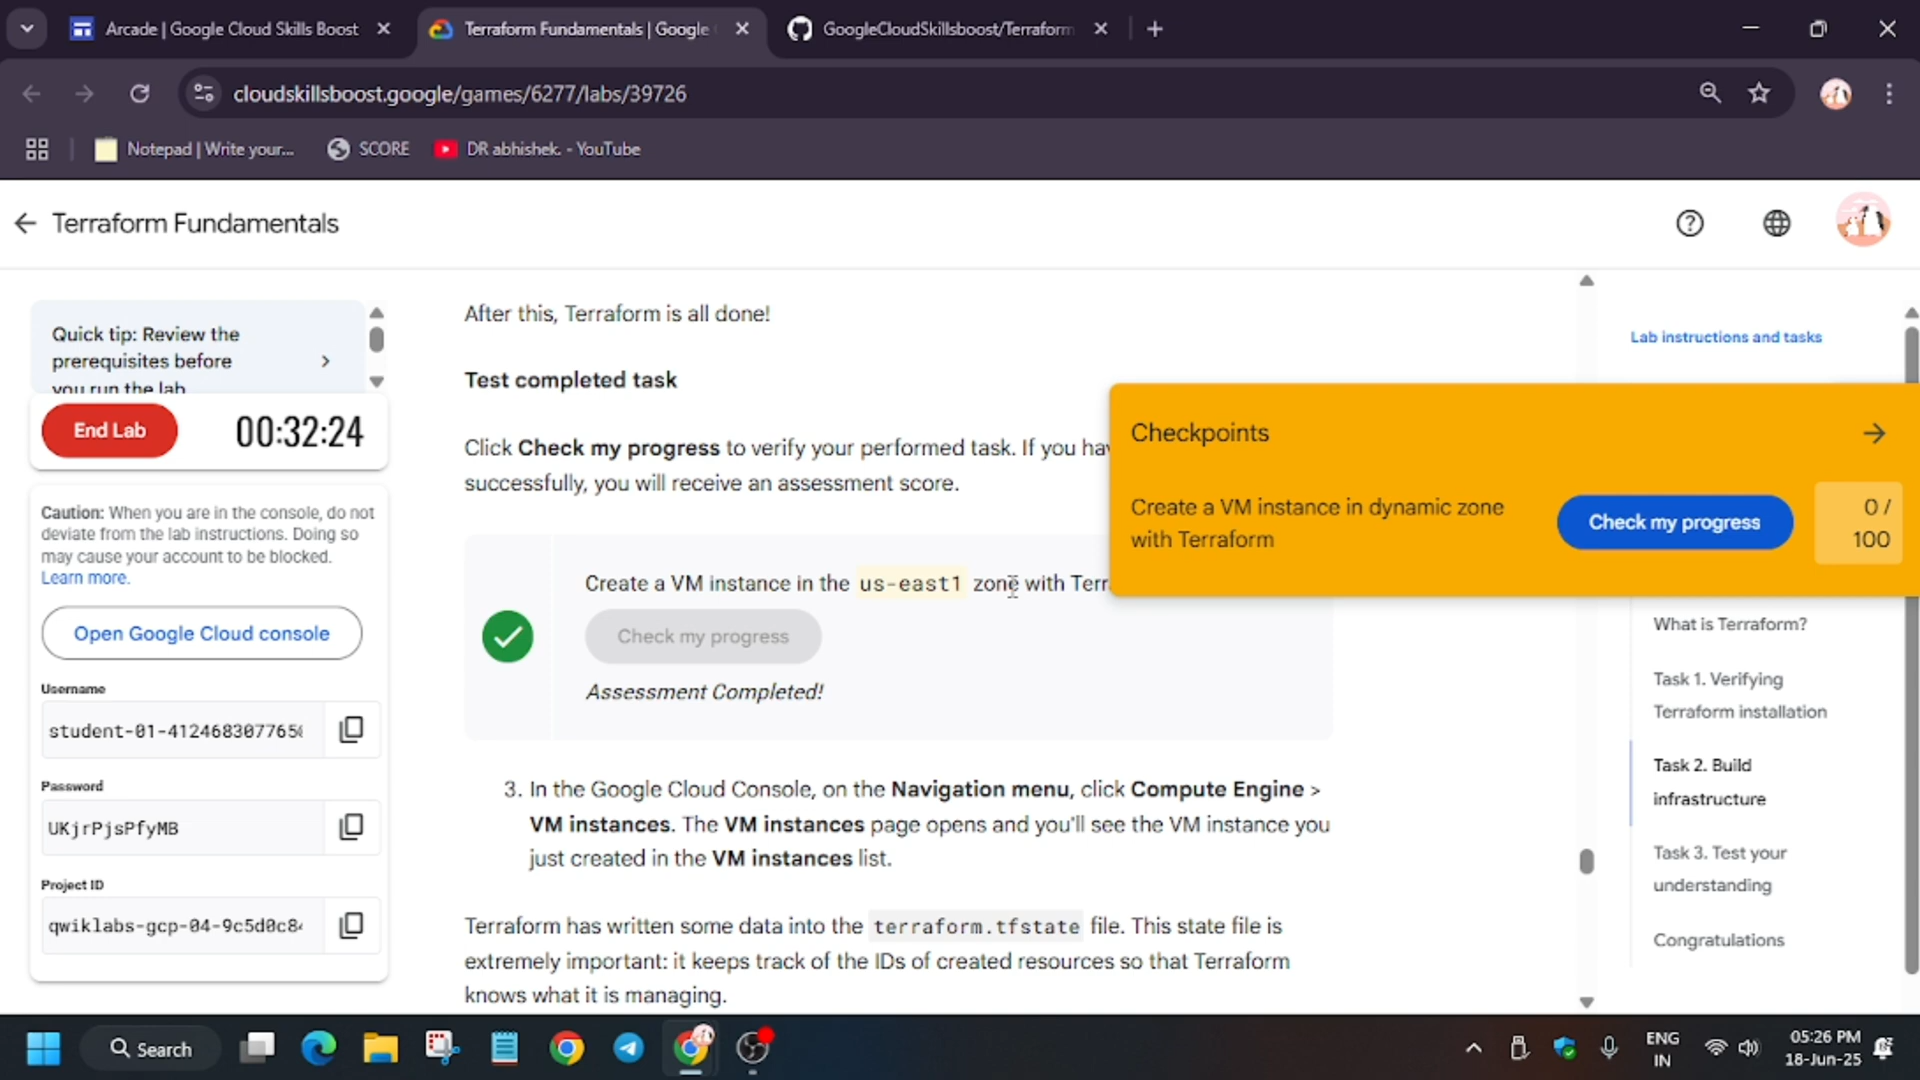 Arcade | Google Cloud Skills Boost
Terraform Fundamentals | Google
GoogleCloudSkillsboost/Terraform
cloudskillsboost.google/games/6277/labs/39726
Notepad | Write your...
SCORE
DR abhishek. - YouTube
Terraform Fundamentals
Quick tip: Review the
prerequisites before
you run the lab
End Lab
00:32:24
Caution: When you are in the console, do not
deviate from the lab instructions. Doing so
may cause your account to be blocked.
Learn more.
Open Google Cloud console
Username
student-01-412468307765
Password
UKjrPjsPfyMB
Project ID
qwiklabs-gcp-04-9c5d0c8
After this, Terraform is all done!
Test completed task
Click Check my progress to verify your performed task. If you hav
successfully, you will receive an assessment score.
Create a VM instance in the us-east1 zone with Terr
Check my progress
Assessment Completed!
3. In the Google Cloud Console, on the Navigation menu, click Compute Engine >
VM instances. The VM instances page opens and you'll see the VM instance you
just created in the VM instances list.
Terraform has written some data into the terraform.tfstate file. This state file is
extremely important: it keeps track of the IDs of created resources so that Terraform
knows what it is managing.
Lab instructions and tasks
Checkpoints
Create a VM instance in dynamic zone
with Terraform
Check my progress
0 /
100
What is Terraform?
Task 1. Verifying
Terraform installation
Task 2. Build
infrastructure
Task 3. Test your
understanding
Congratulations
Search
ENG
IN
05:26 PM
18-Jun-25